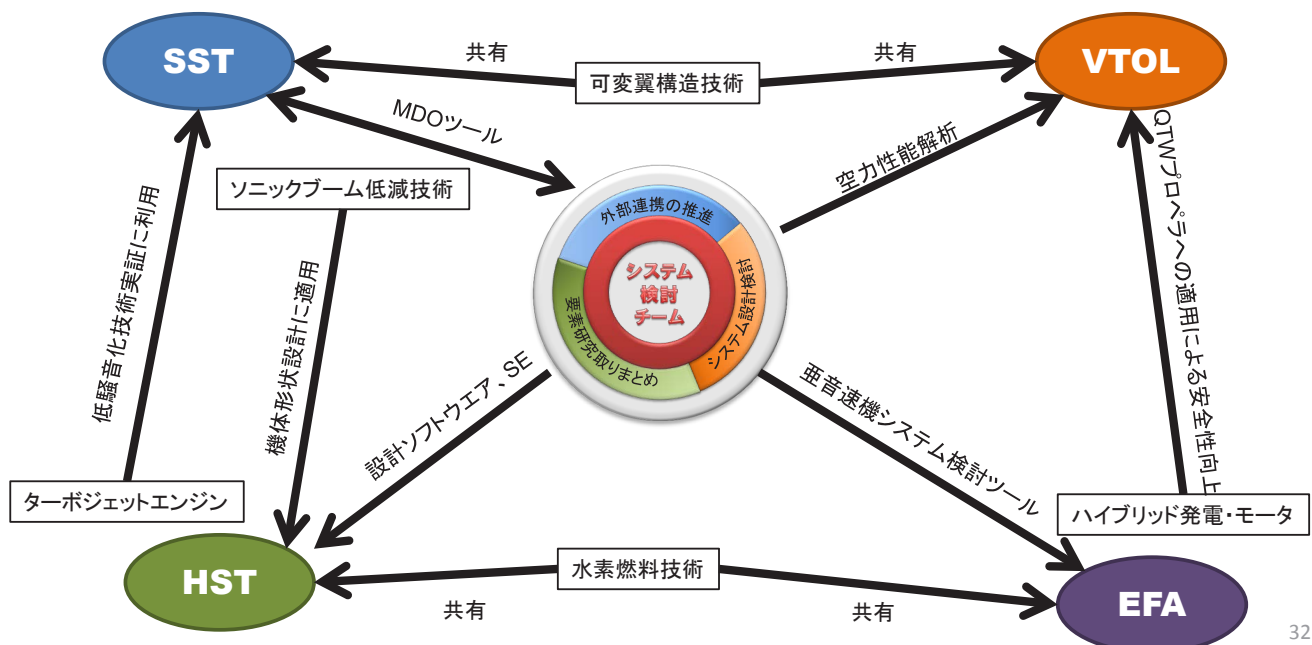 SST
共有
可変翼構造技術
共有
VTOL
MDOツール
空力性能解析
QTWプロペラへの適用による安全性向上
ソニックブーム低減技術
低騒音化技術実証に利用
機体形状設計に適用
外部連携の推進
システム設計検討
要素研究取りまとめ
システム
検討
チーム
設計ソフトウエア、SE
亜音速機システム検討ツール
ターボジェットエンジン
ハイブリッド発電・モータ
HST
共有
水素燃料技術
共有
EFA
32